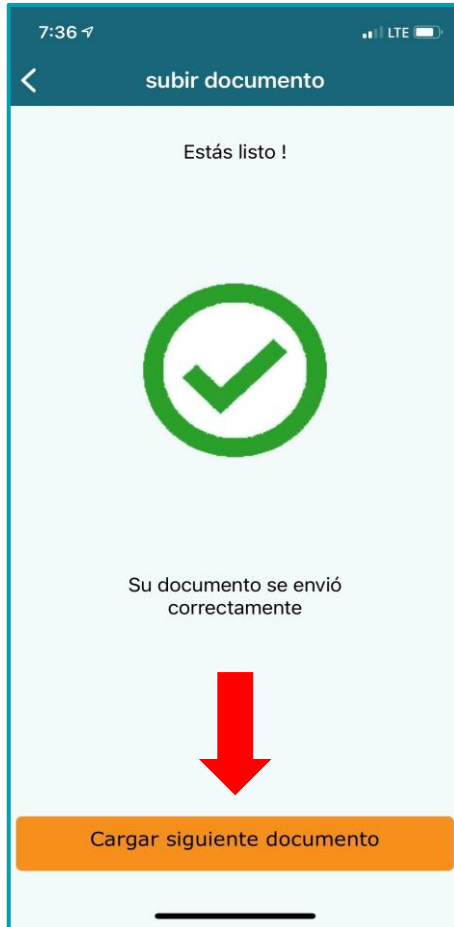 7:36
LTE
subir documento
Estás listo !
Su documento se envió
correctamente
Cargar siguiente documento